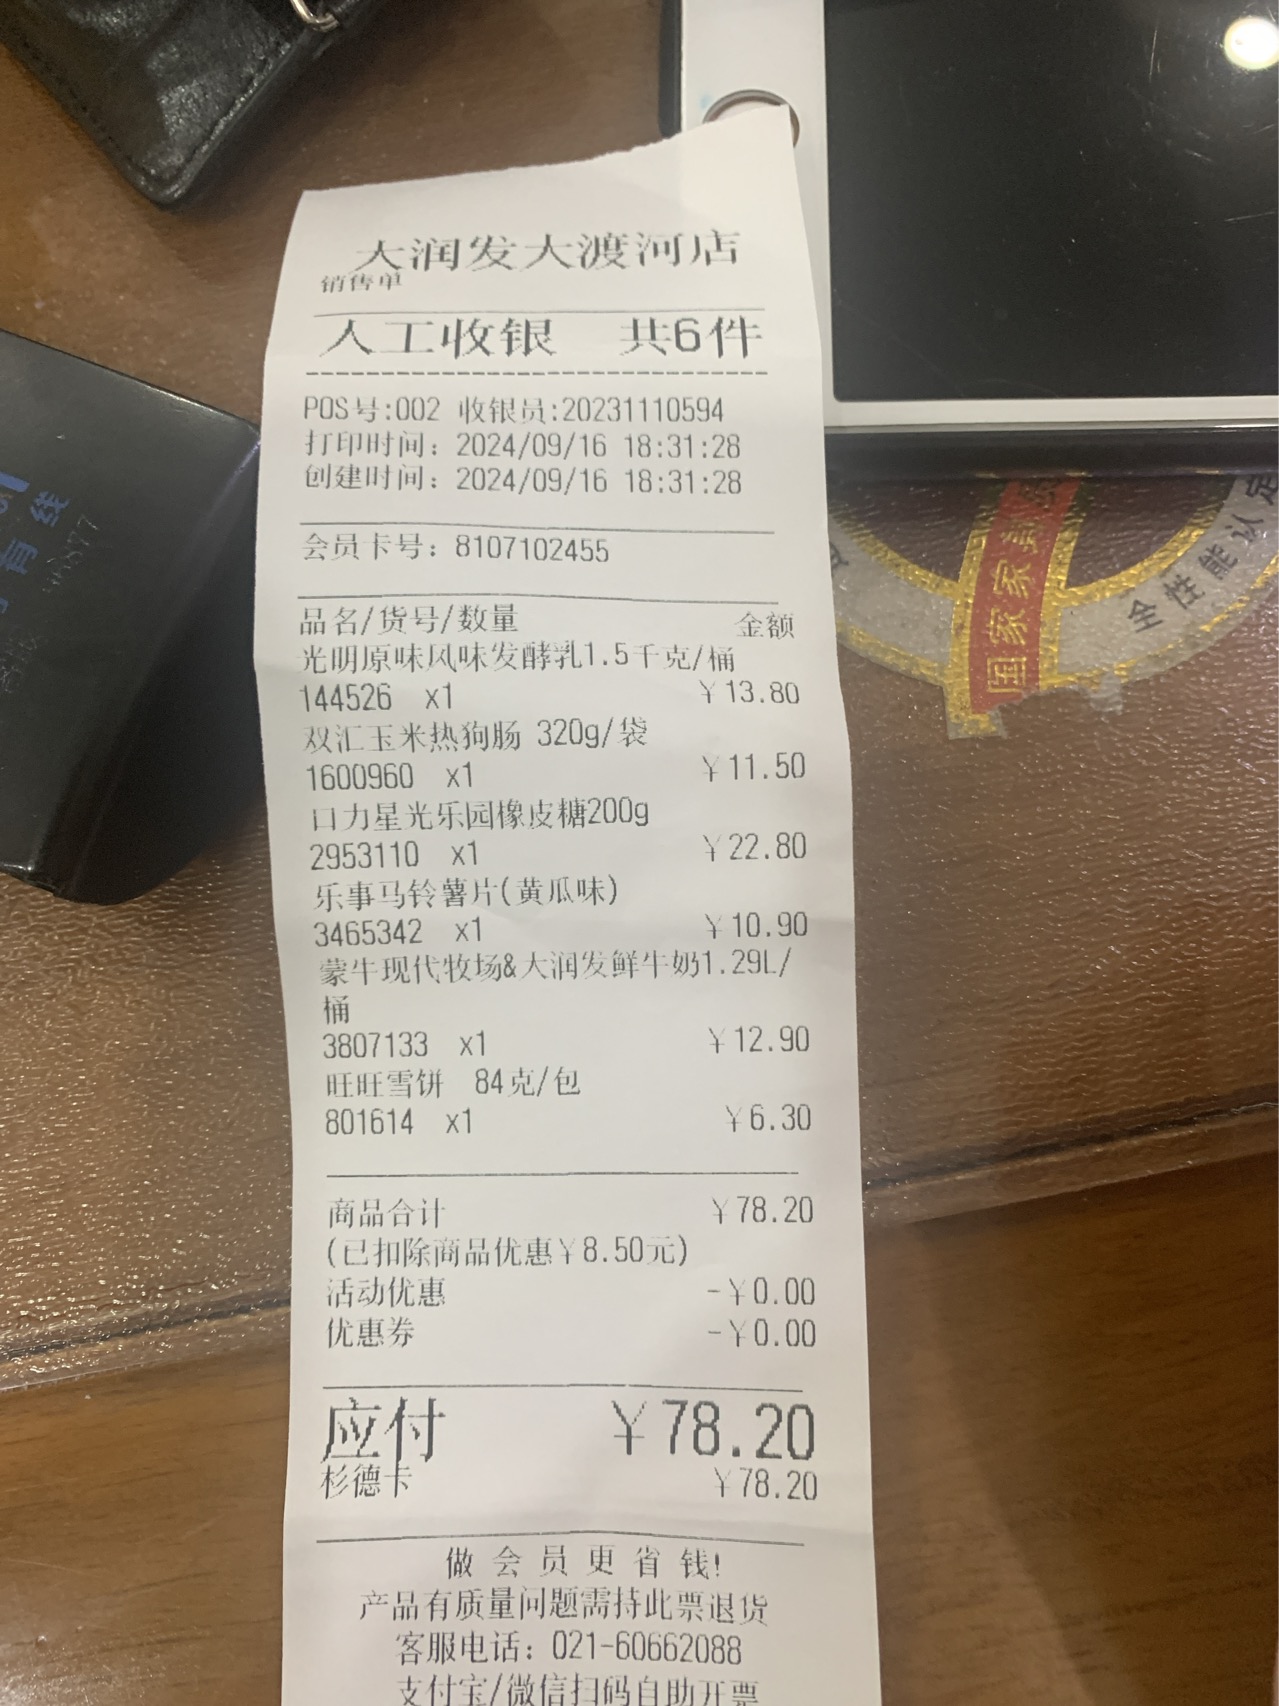 大润发大渡河店
销售单
人工收银 共6件
POS号:002 收银员:20231110594
打印时间：2024/09/16 18:31:28
创建时间：2024/09/16 18:31:28
会员卡号：8107102455
品名/货号/数量 金额
光明原味风味发酵乳1.5千克/桶
144526 x1 ￥13.80
双汇玉米热狗肠 320g/袋
1600960 x1 ￥11.50
口力星光乐园橡皮糖200g
2953110 x1 ￥22.80
乐事马铃薯片(黄瓜味)
3465342 x1 ￥10.90
蒙牛现代牧场&大润发鲜牛奶1.29L/
桶
3807133 x1 ￥12.90
旺旺雪饼 84克/包
801614 x1 ￥6.30
商品合计 ￥78.20
(已扣除商品优惠￥8.50元)
活动优惠 -￥0.00
优惠券 -￥0.00
应付 ￥78.20
杉德卡 ￥78.20
做会员更省钱!
产品有质量问题需持此票退货
客服电话：021-60662088
支付宝/微信扫码自助开票
国家家
全性能认定
有线